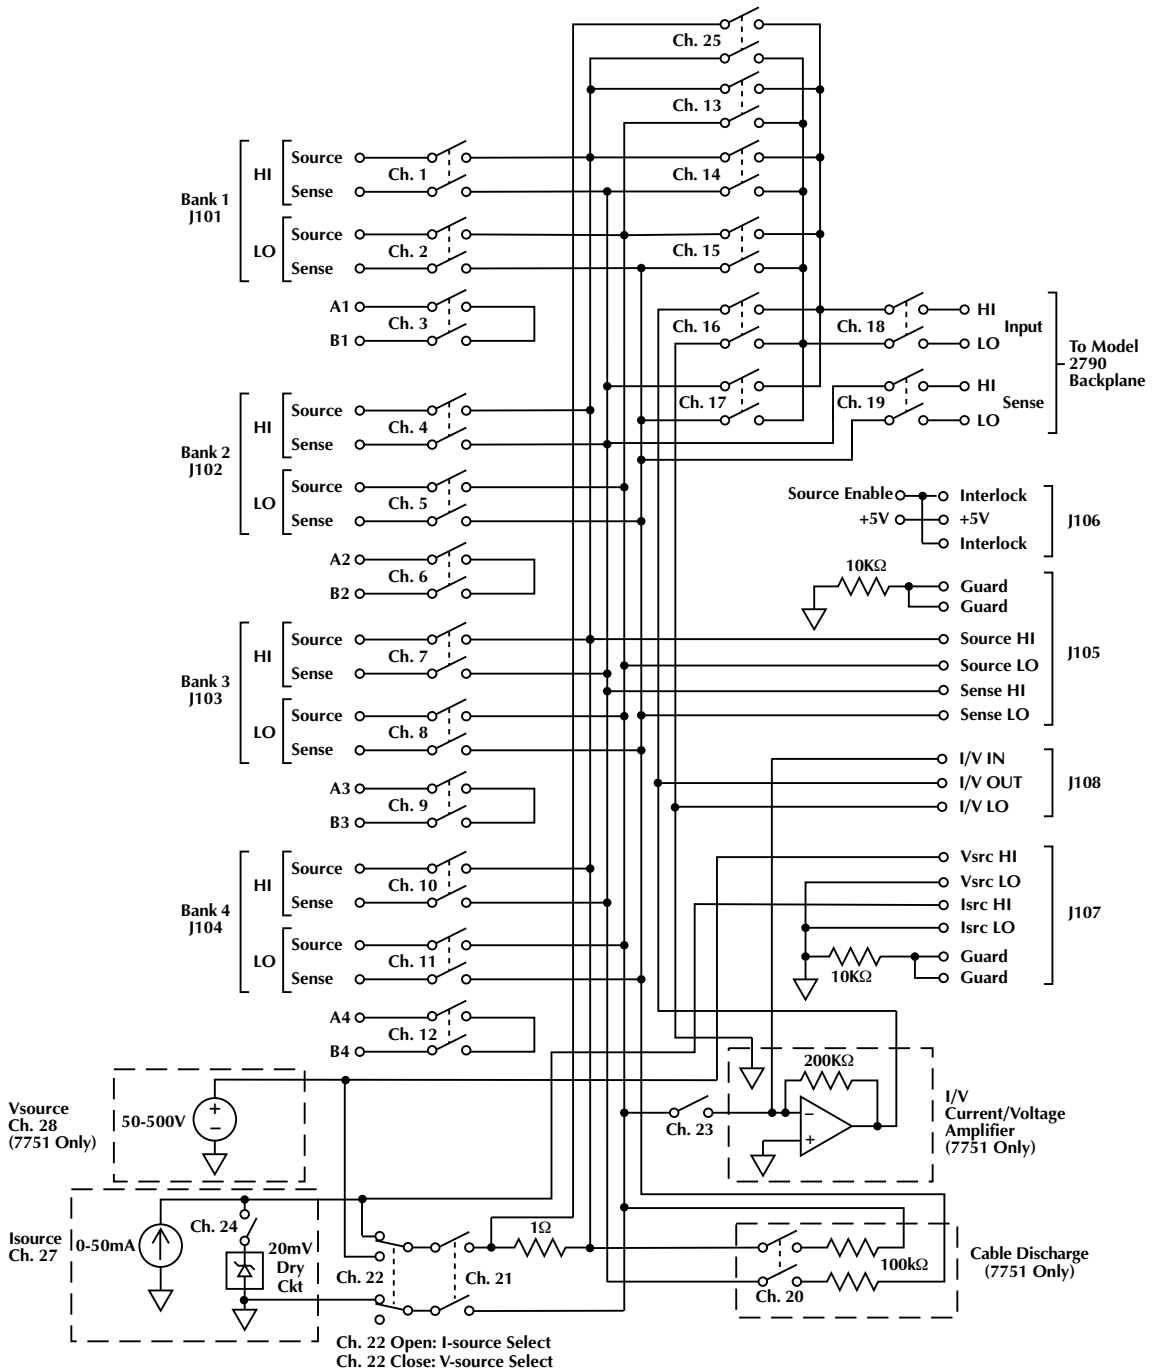 Ch. 25
Ch. 13
Bank 1
J101
HI
Source
Sense
Ch. 1
Ch. 14
LO
Source
Sense
Ch. 2
Ch. 15
A1
B1
Ch. 3
Ch. 16
Ch. 18
HI
LO
Input
Ch. 17
Ch. 19
HI
LO
Sense
To Model
2790
Backplane
Bank 2
J102
HI
Source
Sense
Ch. 4
LO
Source
Sense
Ch. 5
A2
B2
Ch. 6
Source Enable
Interlock
+5V
+5V
Interlock
J106
10KΩ
Guard
Guard
Source HI
Source LO
Sense HI
Sense LO
J105
Bank 3
J103
HI
Source
Sense
Ch. 7
LO
Source
Sense
Ch. 8
A3
B3
Ch. 9
I/V IN
I/V OUT
I/V LO
J108
Bank 4
J104
HI
Source
Sense
Ch. 10
LO
Source
Sense
Ch. 11
A4
B4
Ch. 12
Vsrc HI
Vsrc LO
Isrc HI
Isrc LO
Guard
Guard
10KΩ
J107
Vsource
Ch. 28
(7751 Only)
50-500V
+
−
Ch. 23
200KΩ
−
+
I/V
Current/Voltage
Amplifier
(7751 Only)
Isource
Ch. 27
0-50mA
Ch. 24
20mV
Dry
Ckt
Ch. 22
Ch. 21
1Ω
100kΩ
Ch. 20
Cable Discharge
(7751 Only)
Ch. 22 Open: I-source Select
Ch. 22 Close: V-source Select